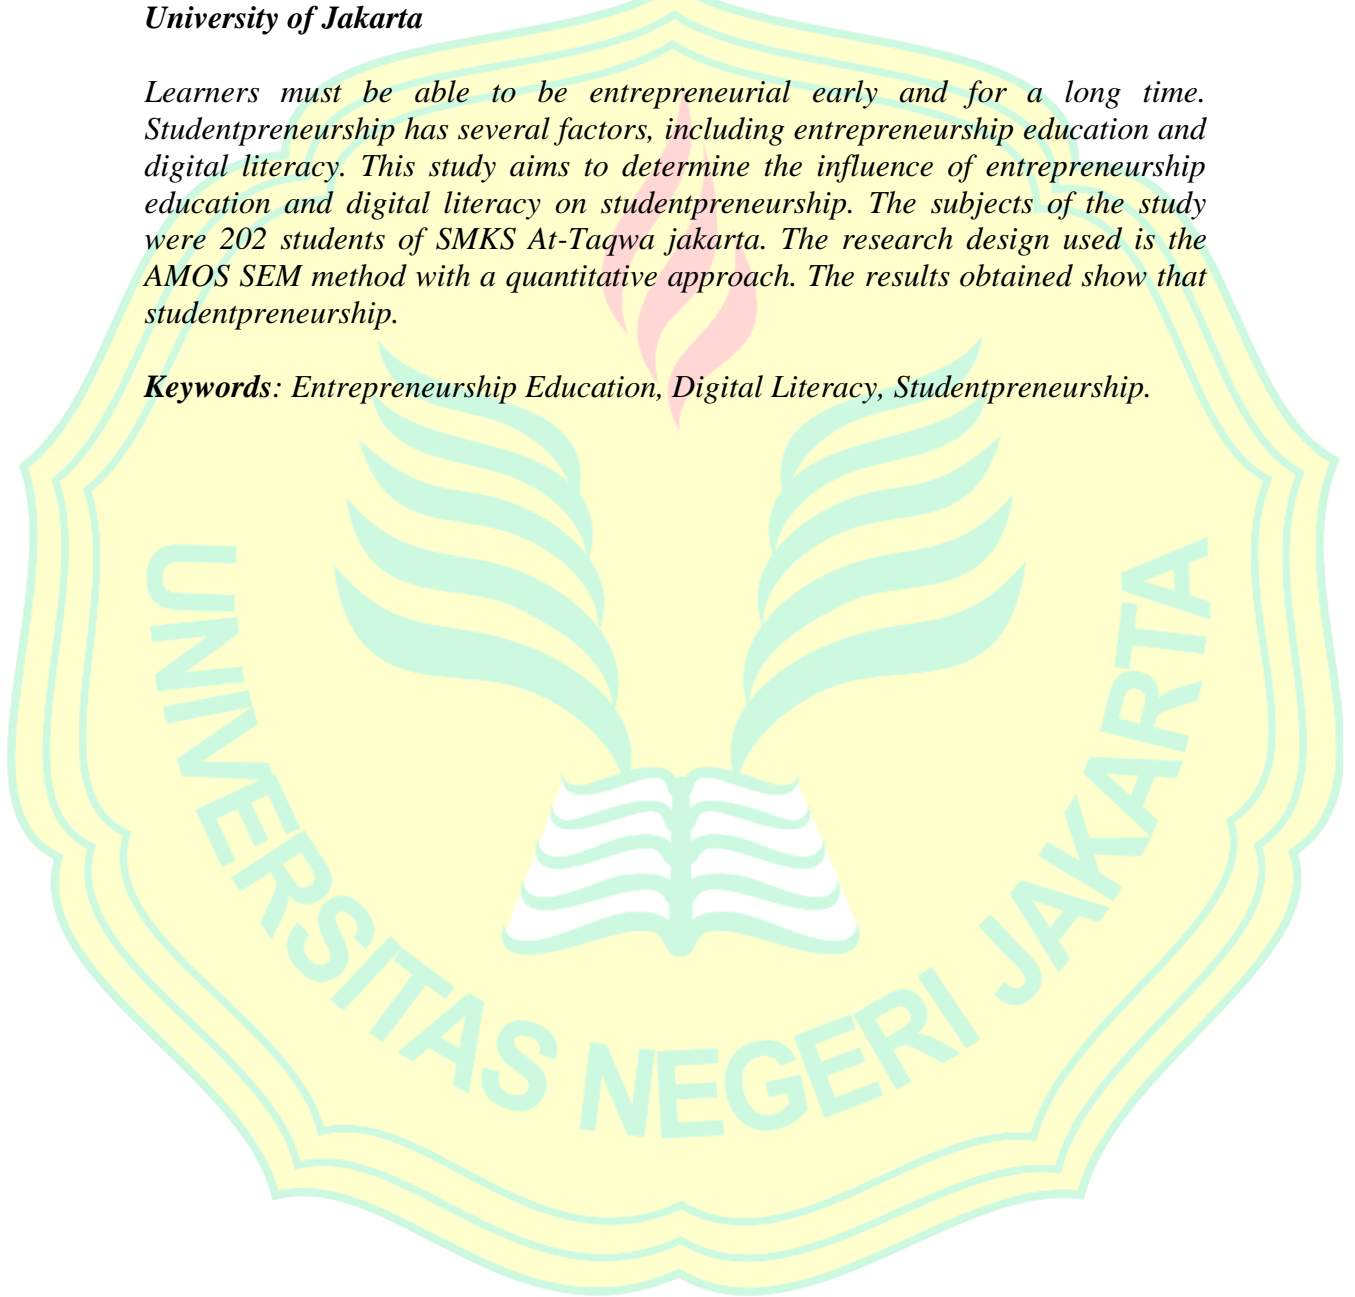 University of Jakarta
Learners must be able to be entrepreneurial early and for a long time.
Studentpreneurship has several factors, including entrepreneurship education and
digital literacy. This study aims to determine the influence of entrepreneurship
education and digital literacy on studentpreneurship. The subjects of the study
were 202 students of SMKS At-Taqwa jakarta. The research design used is the
AMOS SEM method with a quantitative approach. The results obtained show that
studentpreneurship.
Keywords: Entrepreneurship Education, Digital Literacy, Studentpreneurship.
UNIVERSITAS NEGERI JAKARTA